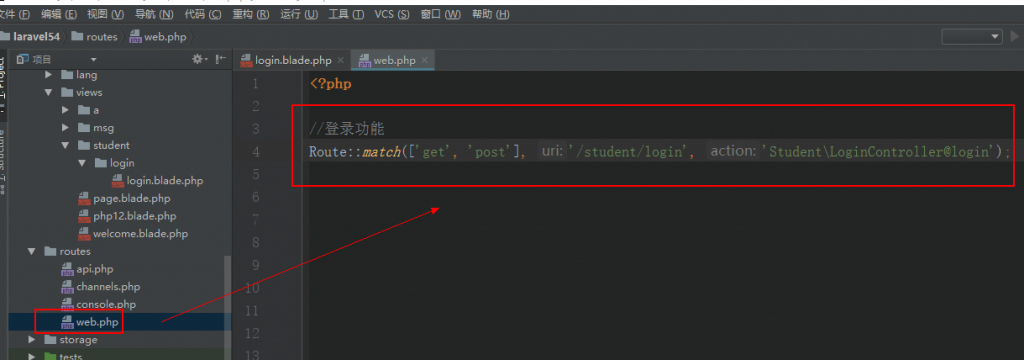 文件 (F) 编辑 (E) 视图 (V) 导航 (N) 代码 (C) 重构 (R) 运行 (U) 工具 (T) VCS (S) 窗口 (W) 帮助 (H)
laravel54 routes web.php
项目
login.blade.php × web.php ×
1: Project
Structure
lang
views
a
msg
student
login
login.blade.php
page.blade.php
php12.blade.php
welcome.blade.php
routes
api.php
channels.php
console.php
web.php
storage
tests
1 <?php
2
3 //登录功能
4 Route::match(['get', 'post'], uri: '/student/login', action: 'Student\LoginController@login');
5
6
7
8
9
10
11
12
13